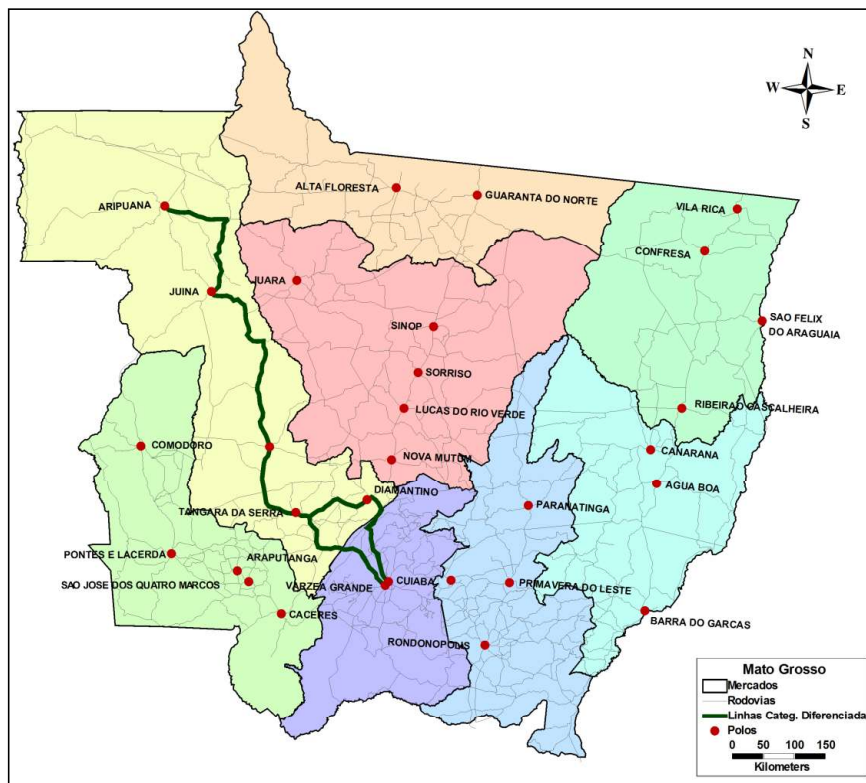 N
W E
S
ALTA FLORESTA
GUARANTA DO NORTE
ARIPUANA
VILA RICA
CONFRESA
JUARA
JUINA
SINOP
SAO FELIX
DO ARAGUAIA
SORRISO
LUCAS DO RIO VERDE
RIBEIRAO CASCALHEIRA
COMODORO
NOVA MUTUM
CANARANA
AGUA BOA
DIAMANTINO
TANGARA DA SERRA
PARANATINGA
PONTES E LACERDA
ARAPUTANGA
SAO JOSE DOS QUATRO MARCOS
VARZEA GRANDE
CUIABA
PRIMAVERA DO LESTE
CACERES
BARRA DO GARCAS
RONDONOPOLIS
Mato Grosso
Mercados
Rodovias
Linhas Categ. Diferenciada
Polos
0 50 100 150
Kilometers